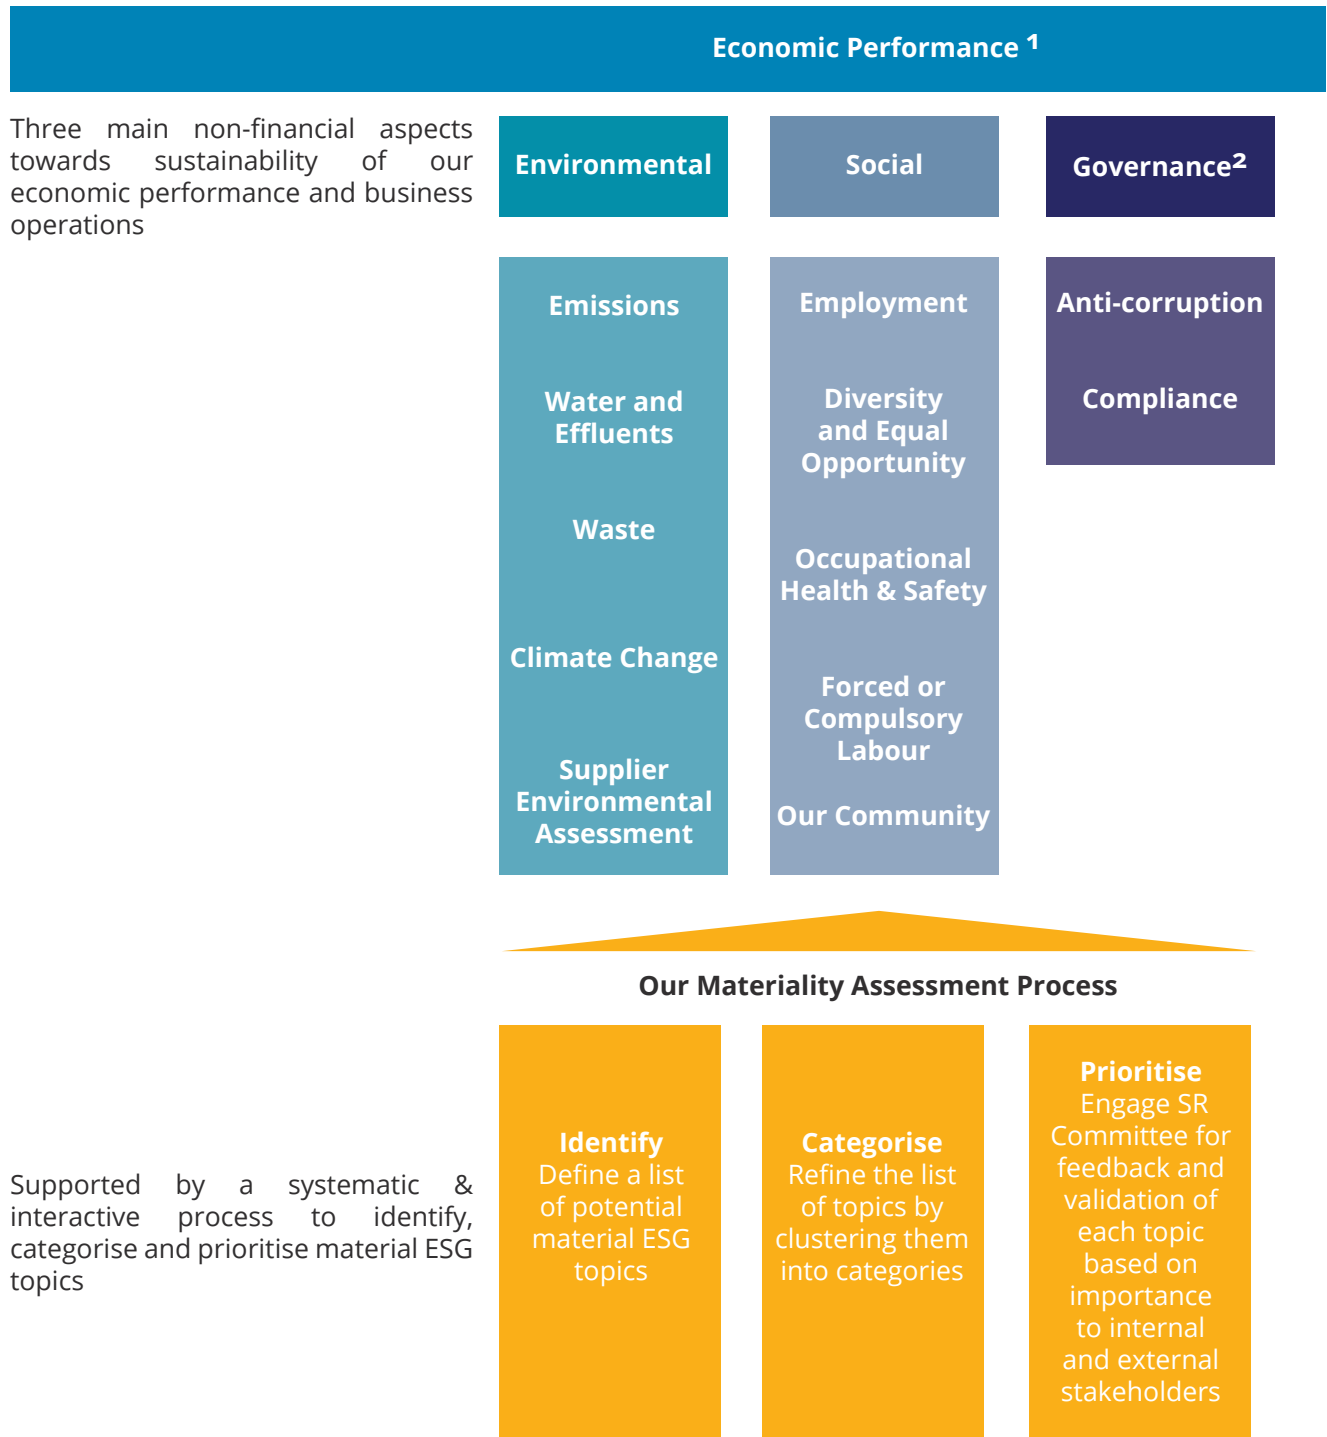 Economic Performance ¹
Three main non-financial aspects
towards sustainability of our
economic performance and business
operations
Environmental
Social
Governance²
Emissions
Water and
Effluents
Waste
Climate Change
Supplier
Environmental
Assessment
Employment
Diversity
and Equal
Opportunity
Occupational
Health & Safety
Forced or
Compulsory
Labour
Our Community
Anti-corruption
Compliance
Our Materiality Assessment Process
Supported by a systematic &
interactive process to identify,
categorise and prioritise material ESG
topics
Identify
Define a list
of potential
material ESG
topics
Categorise
Refine the list
of topics by
clustering them
into categories
Prioritise
Engage SR
Committee for
feedback and
validation of
each topic
based on
importance
to internal
and external
stakeholders